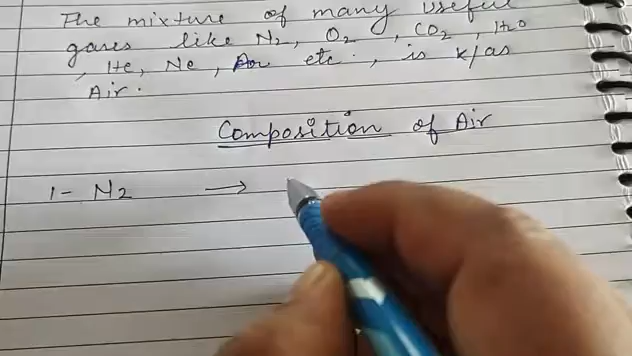 The mixture of many useful
gases like N2, O2, CO2, H2O
, He, Ne, Ar etc., is k/as
Air.
Composition of Air
1- N2 →